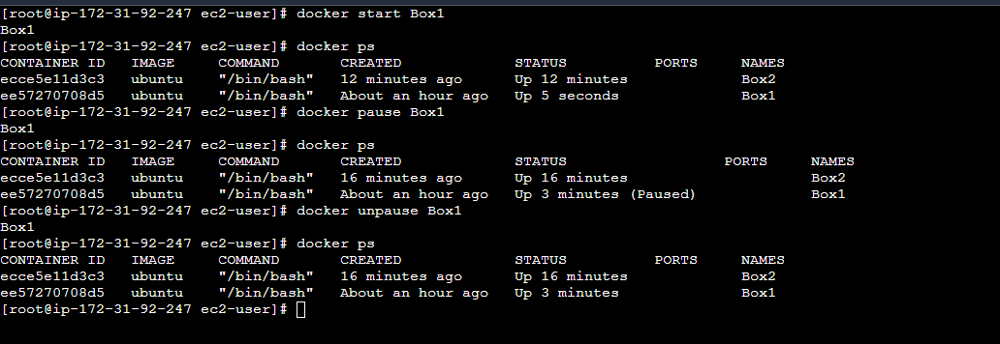 [root@ip-172-31-92-247 ec2-user]# docker start Box1
Box1
[root@ip-172-31-92-247 ec2-user]# docker ps
CONTAINER ID   IMAGE     COMMAND       CREATED             STATUS          PORTS     NAMES
ecce5e11d3c3   ubuntu    "/bin/bash"   12 minutes ago      Up 12 minutes             Box2
ee57270708d5   ubuntu    "/bin/bash"   About an hour ago   Up 5 seconds              Box1
[root@ip-172-31-92-247 ec2-user]# docker pause Box1
Box1
[root@ip-172-31-92-247 ec2-user]# docker ps
CONTAINER ID   IMAGE     COMMAND       CREATED             STATUS                  PORTS     NAMES
ecce5e11d3c3   ubuntu    "/bin/bash"   16 minutes ago      Up 16 minutes                     Box2
ee57270708d5   ubuntu    "/bin/bash"   About an hour ago   Up 3 minutes (Paused)             Box1
[root@ip-172-31-92-247 ec2-user]# docker unpause Box1
Box1
[root@ip-172-31-92-247 ec2-user]# docker ps
CONTAINER ID   IMAGE     COMMAND       CREATED             STATUS          PORTS     NAMES
ecce5e11d3c3   ubuntu    "/bin/bash"   16 minutes ago      Up 16 minutes             Box2
ee57270708d5   ubuntu    "/bin/bash"   About an hour ago   Up 3 minutes              Box1
[root@ip-172-31-92-247 ec2-user]#